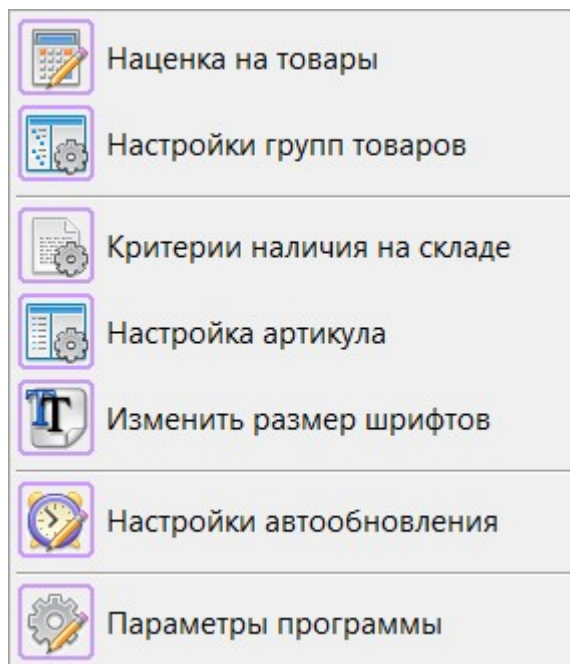 Наценка на товары
Настройки групп товаров
Критерии наличия на складе
Настройка артикула
Изменить размер шрифтов
Настройки автообновления
Параметры программы